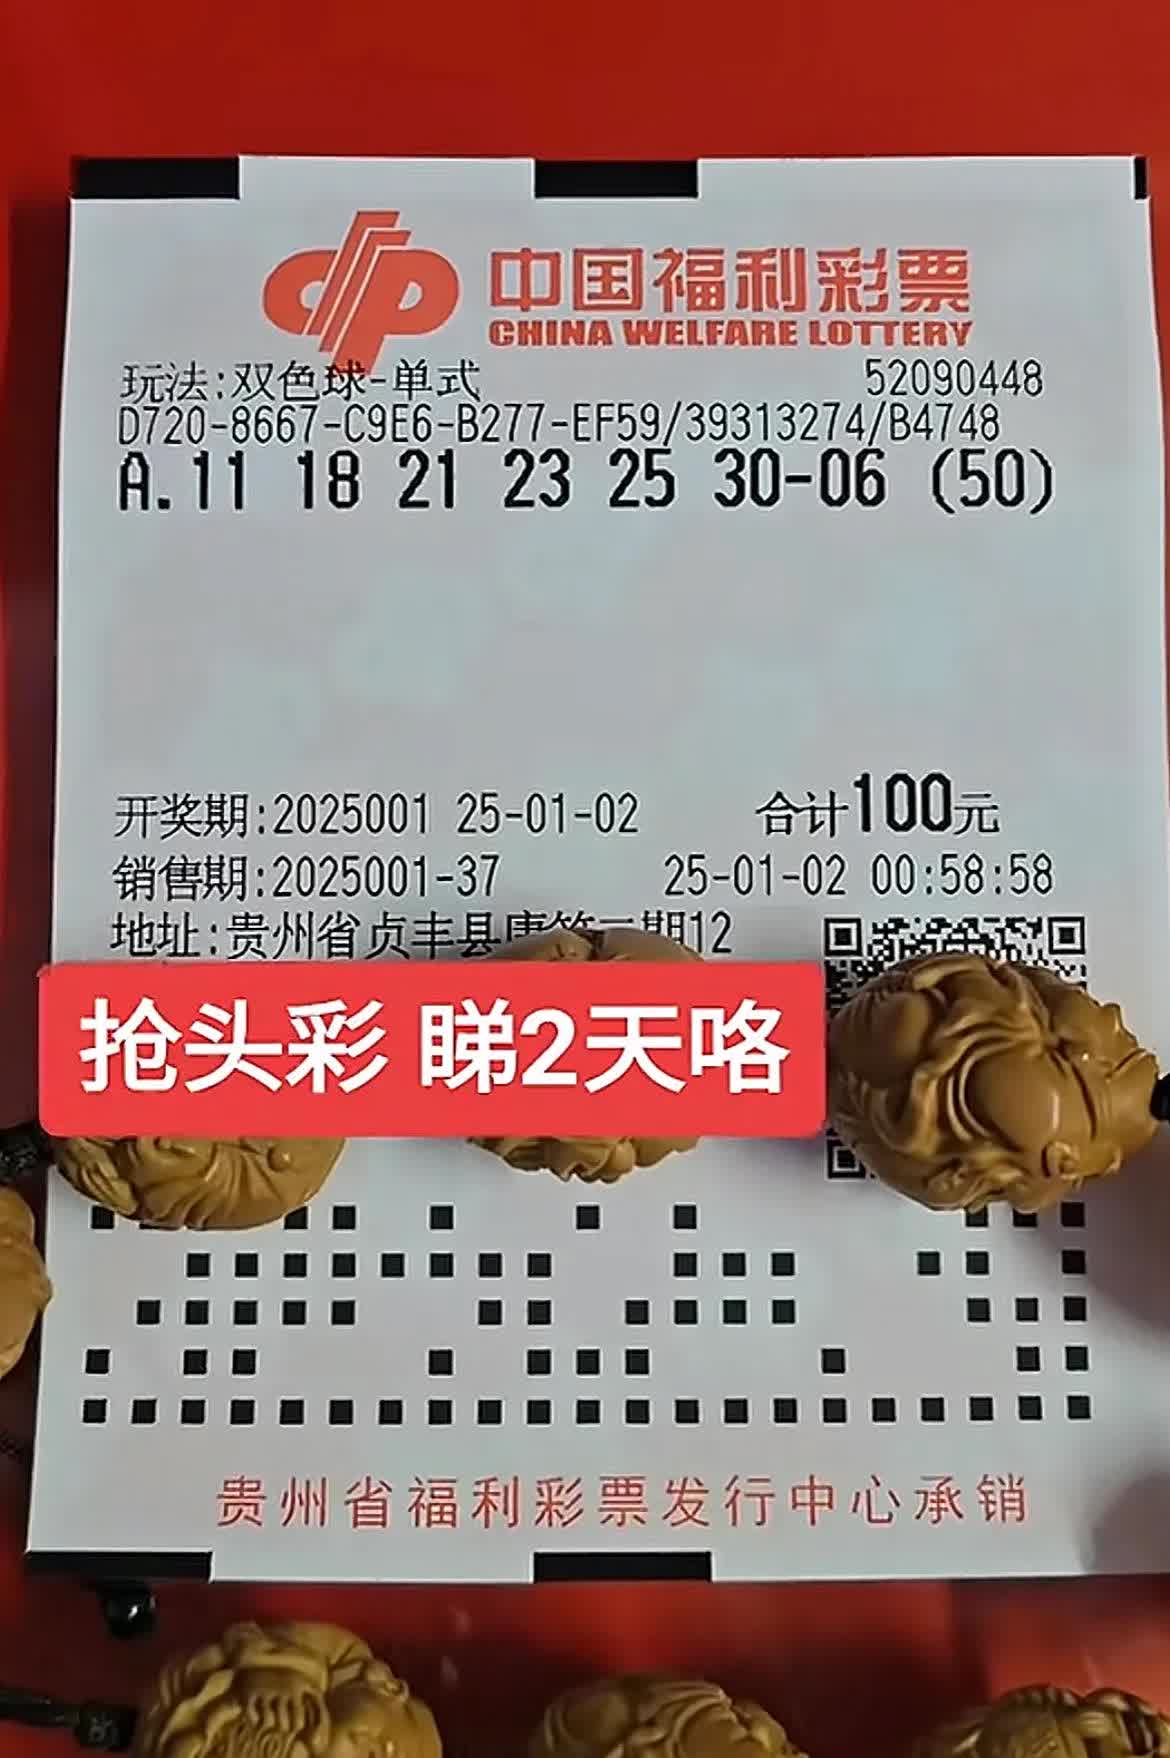 中国福利彩票
CHINA WELFARE LOTTERY
玩法:双色球-单式 52090448
D720-8667-C9E6-B277-EF59/39313274/B4748
A.11 18 21 23 25 30-06 (50)
开奖期:2025001 25-01-02 合计100元
销售期:2025001-37 25-01-02 00:58:58
地址:贵州省贞丰县 期12
抢头彩 睇2天咯
贵州省福利彩票发行中心承销